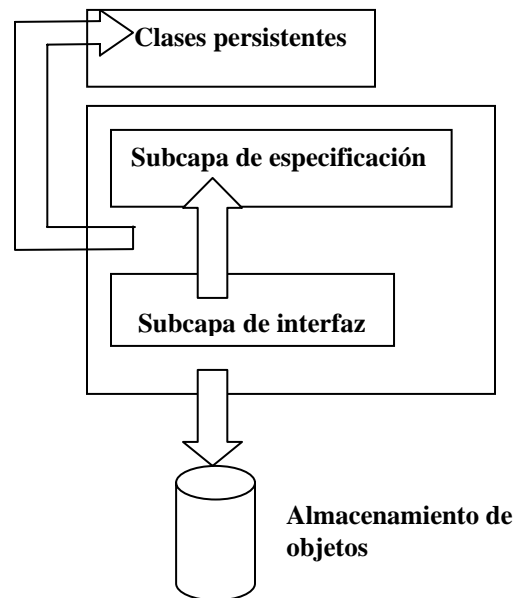 Clases persistentes
Subcapa de especificación
Subcapa de interfaz
Almacenamiento de
objetos